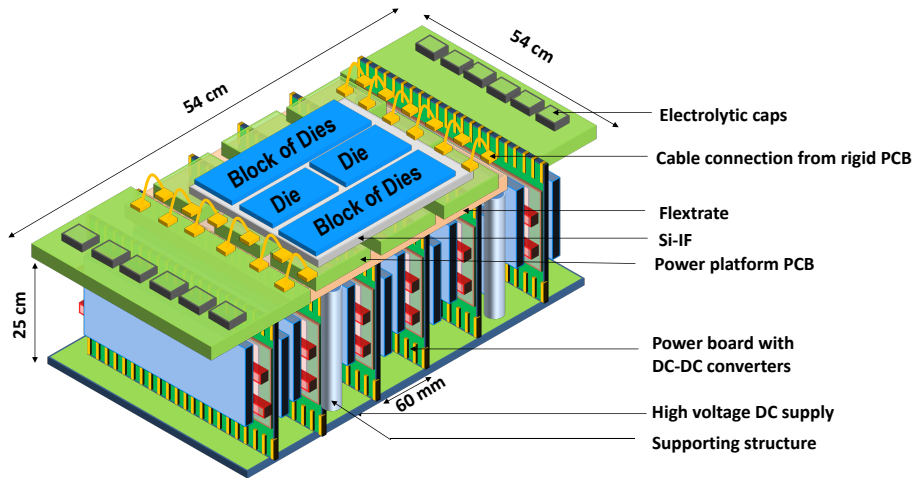 54 cm
54 cm
Electrolytic caps
Cable connection from rigid PCB
Block of Dies
Die
Die
Block of Dies
Flextrate
Si-IF
Power platform PCB
25 cm
Power board with
DC-DC converters
60 mm
High voltage DC supply
Supporting structure